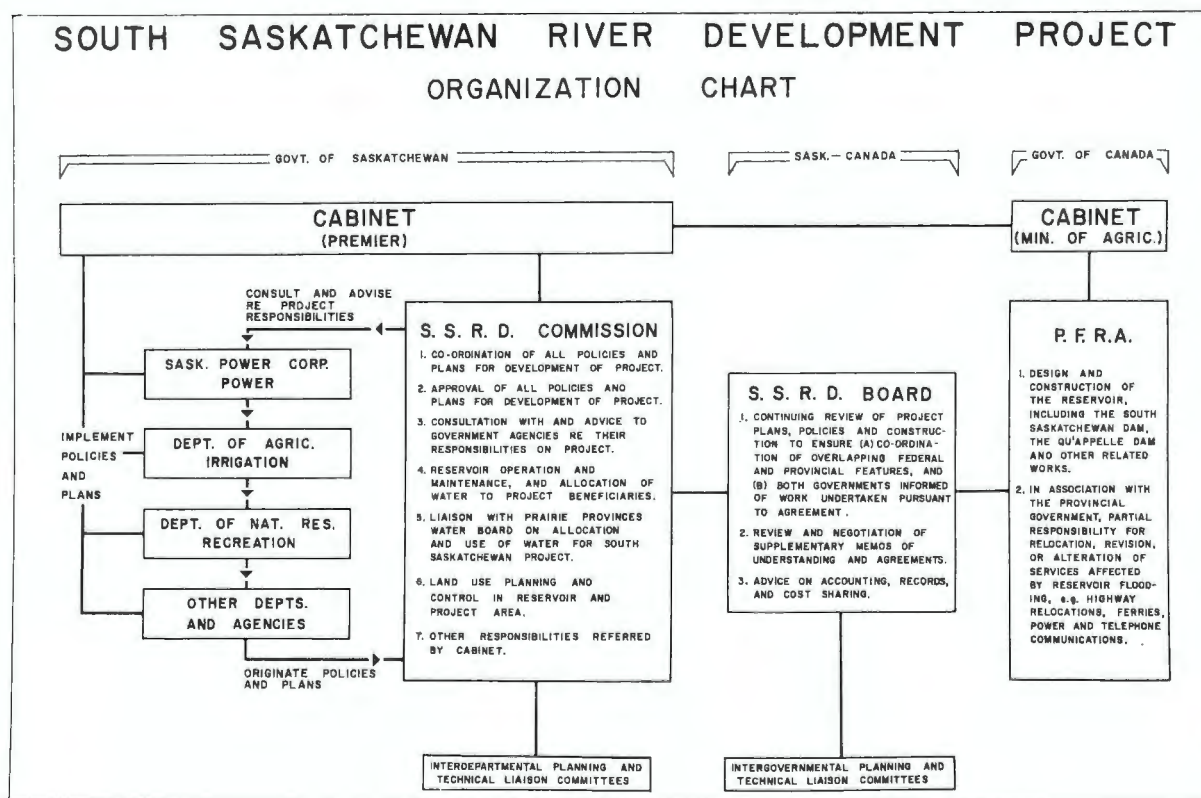 SOUTH SASKATCHEWAN RIVER DEVELOPMENT PROJECT
ORGANIZATION CHART
GOVT. OF SASKATCHEWAN
SASK.—CANADA
GOVT. OF CANADA
CABINET
(PREMIER)
CABINET
(MIN. OF AGRIC.)
CONSULT AND ADVISE
RE PROJECT
RESPONSIBILITIES
SASK. POWER CORP.
POWER
DEPT. OF AGRIC.
IRRIGATION
DEPT. OF NAT. RES.
RECREATION
OTHER DEPTS.
AND AGENCIES
IMPLEMENT
POLICIES
AND
PLANS
ORIGINATE POLICIES
AND PLANS
S. S. R. D. COMMISSION
1. CO-ORDINATION OF ALL POLICIES AND
PLANS FOR DEVELOPMENT OF PROJECT.
2. APPROVAL OF ALL POLICIES AND
PLANS FOR DEVELOPMENT OF PROJECT.
3. CONSULTATION WITH AND ADVICE TO
GOVERNMENT AGENCIES RE THEIR
RESPONSIBILITIES ON PROJECT.
4. RESERVOIR OPERATION AND
MAINTENANCE, AND ALLOCATION OF
WATER TO PROJECT BENEFICIARIES.
5. LIAISON WITH PRAIRIE PROVINCES
WATER BOARD ON ALLOCATION
AND USE OF WATER FOR SOUTH
SASKATCHEWAN PROJECT.
6. LAND USE PLANNING AND
CONTROL IN RESERVOIR AND
PROJECT AREA.
7. OTHER RESPONSIBILITIES REFERRED
BY CABINET.
S. S. R. D. BOARD
1. CONTINUING REVIEW OF PROJECT
PLANS, POLICIES AND CONSTRUC-
TION TO ENSURE (A) CO-ORDINA-
TION OF OVERLAPPING FEDERAL
AND PROVINCIAL FEATURES, AND
(B) BOTH GOVERNMENTS INFORMED
OF WORK UNDERTAKEN PURSUANT
TO AGREEMENT.
2. REVIEW AND NEGOTIATION OF
SUPPLEMENTARY MEMOS OF
UNDERSTANDING AND AGREEMENTS.
3. ADVICE ON ACCOUNTING, RECORDS,
AND COST SHARING.
P. F. R. A.
1. DESIGN AND
CONSTRUCTION OF
THE RESERVOIR,
INCLUDING THE SOUTH
SASKATCHEWAN DAM,
THE QU'APPELLE DAM
AND OTHER RELATED
WORKS.
2. IN ASSOCIATION WITH
THE PROVINCIAL
GOVERNMENT, PARTIAL
RESPONSIBILITY FOR
RELOCATION, REVISION,
OR ALTERATION OF
SERVICES AFFECTED
BY RESERVOIR FLOOD-
ING, e.g. HIGHWAY
RELOCATIONS, FERRIES,
POWER AND TELEPHONE
COMMUNICATIONS.
INTERDEPARTMENTAL PLANNING AND
TECHNICAL LIAISON COMMITTEES
INTERGOVERNMENTAL PLANNING AND
TECHNICAL LIAISON COMMITTEES